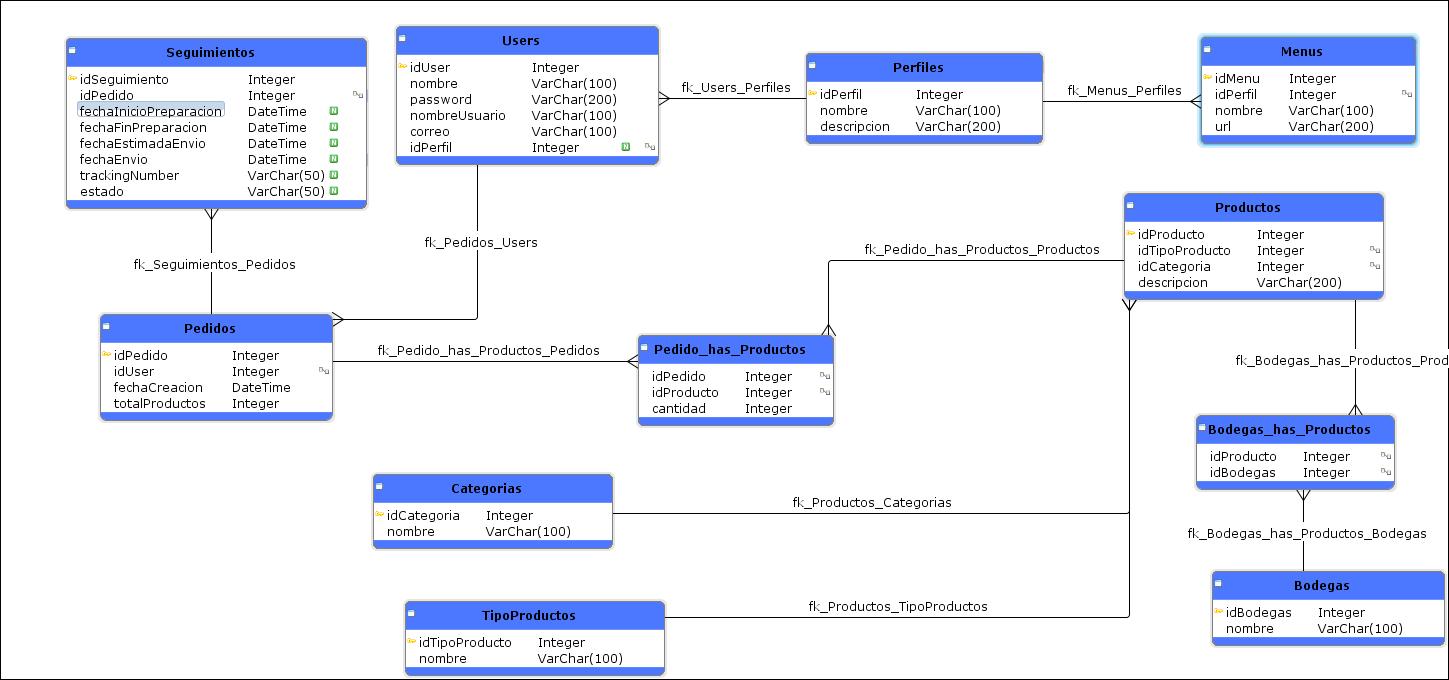 Seguimientos
idSeguimiento Integer
idPedido Integer
fechaInicioPreparacion DateTime N
fechaFinPreparacion DateTime N
fechaEstimadaEnvio DateTime N
fechaEnvio DateTime N
trackingNumber VarChar(50) N
estado VarChar(50) N
Users
idUser Integer
nombre VarChar(100)
password VarChar(200)
nombreUsuario VarChar(100)
correo VarChar(100)
idPerfil Integer N
fk_Users_Perfiles
Perfiles
idPerfil Integer
nombre VarChar(100)
descripcion VarChar(200)
fk_Menus_Perfiles
Menus
idMenu Integer
idPerfil Integer
nombre VarChar(100)
url VarChar(200)
fk_Seguimientos_Pedidos
fk_Pedidos_Users
fk_Pedido_has_Productos_Productos
Productos
idProducto Integer
idTipoProducto Integer
idCategoria Integer
descripcion VarChar(200)
Pedidos
idPedido Integer
idUser Integer
fechaCreacion DateTime
totalProductos Integer
fk_Pedido_has_Productos_Pedidos
Pedido_has_Productos
idPedido Integer
idProducto Integer
cantidad Integer
fk_Bodegas_has_Productos_Prod
Bodegas_has_Productos
idProducto Integer
idBodegas Integer
Categorias
idCategoria Integer
nombre VarChar(100)
fk_Productos_Categorias
fk_Bodegas_has_Productos_Bodegas
Bodegas
idBodegas Integer
nombre VarChar(100)
TipoProductos
idTipoProducto Integer
nombre VarChar(100)
fk_Productos_TipoProductos